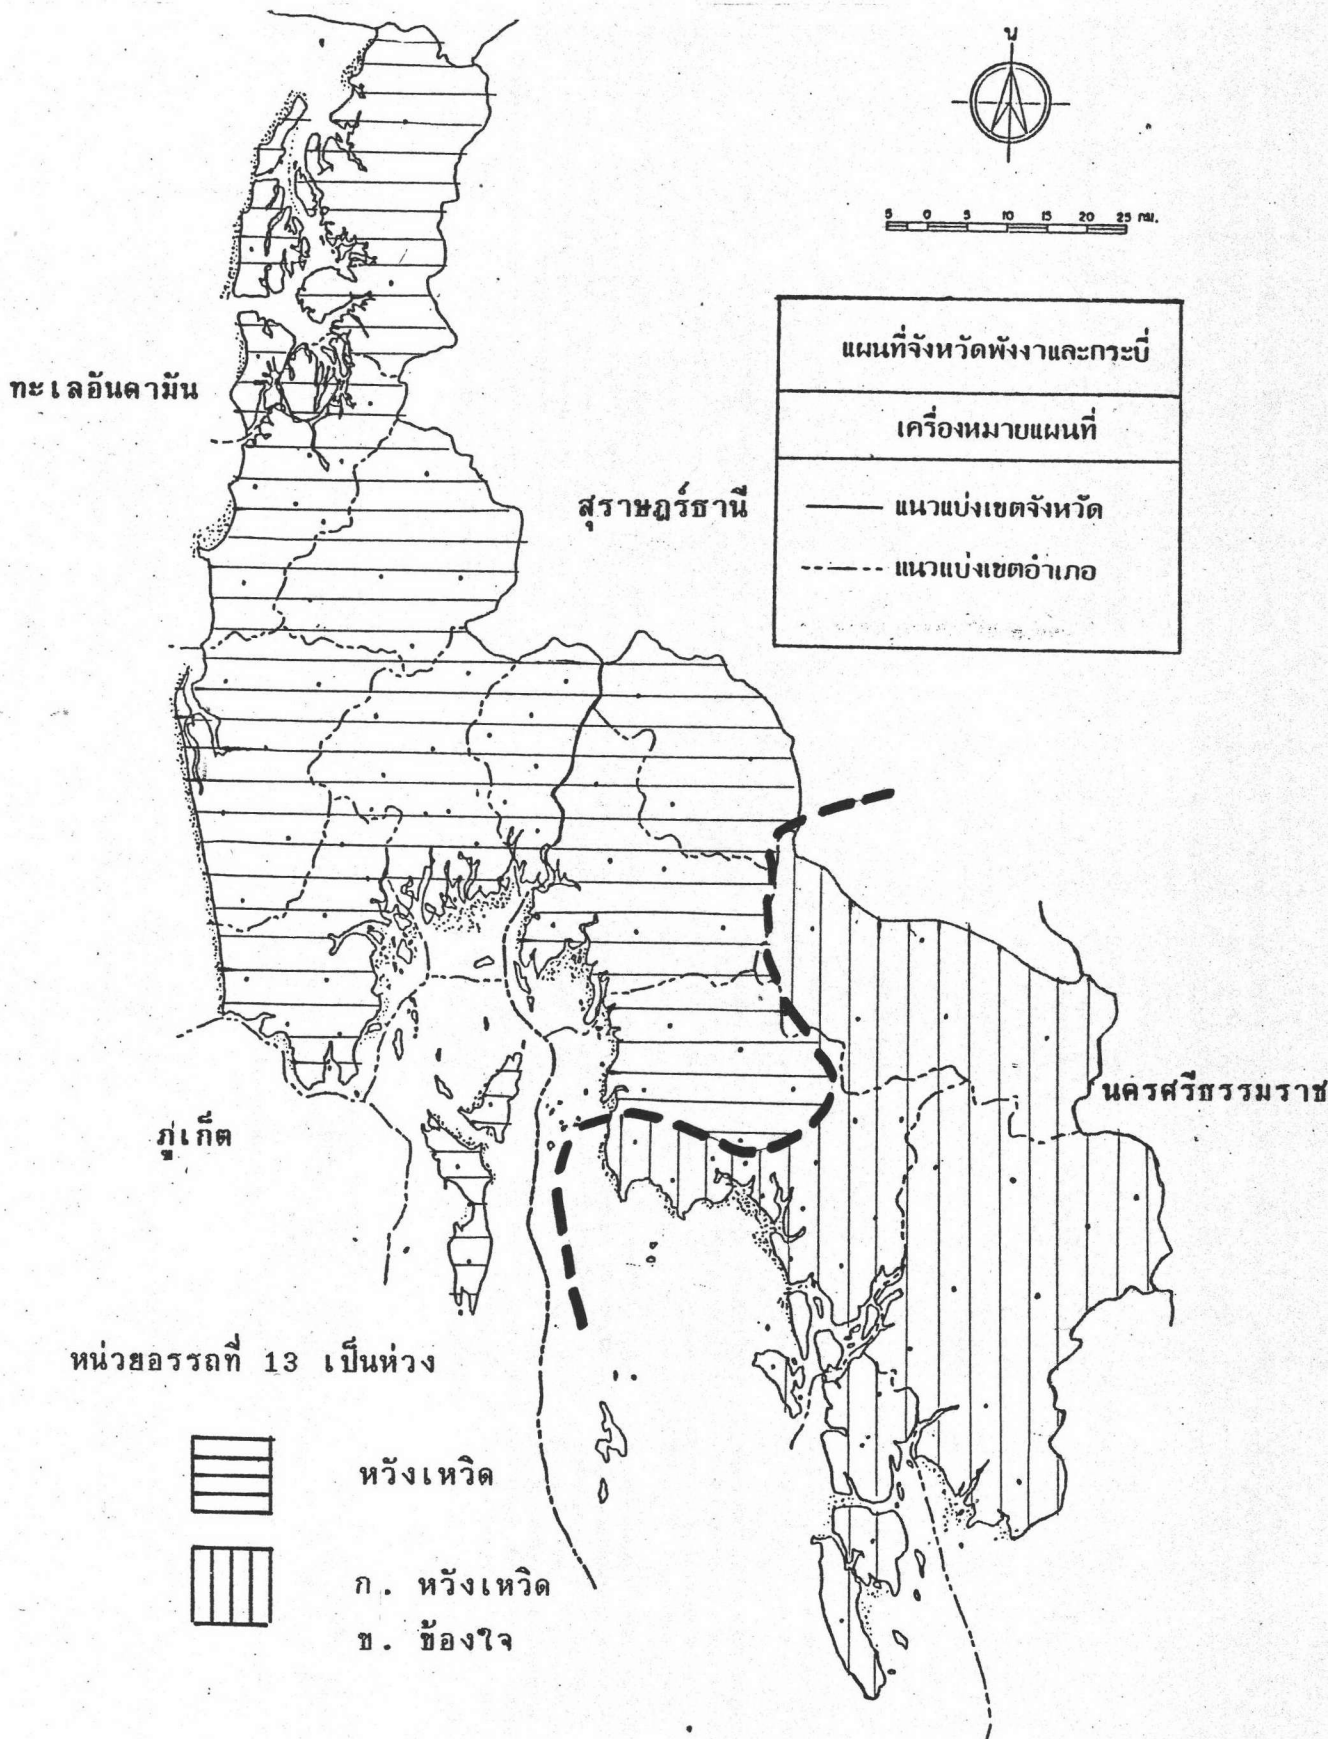 น
5 0 5 10 15 20 25 กม.
แผนที่จังหวัดพังงาและกระบี่
เครื่องหมายแผนที่
แนวแบ่งเขตจังหวัด
แนวแบ่งเขตอำเภอ
ทะเลอันดามัน
สุราษฎร์ธานี
นครศรีธรรมราช
ภูเก็ต
หน่วยอรรถที่ 13 เป็นห่วง
หวังเหวิด
ก. หวังเหวิด
ข. ข้องใจ